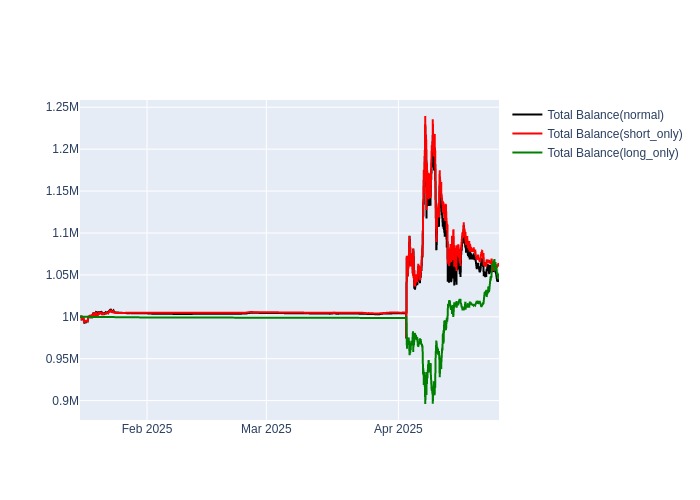 1.25M
1.2M
1.15M
1.1M
1.05M
1M
0.95M
0.9M
Feb 2025
Mar 2025
Apr 2025
Total Balance(normal)
Total Balance(short_only)
Total Balance(long_only)